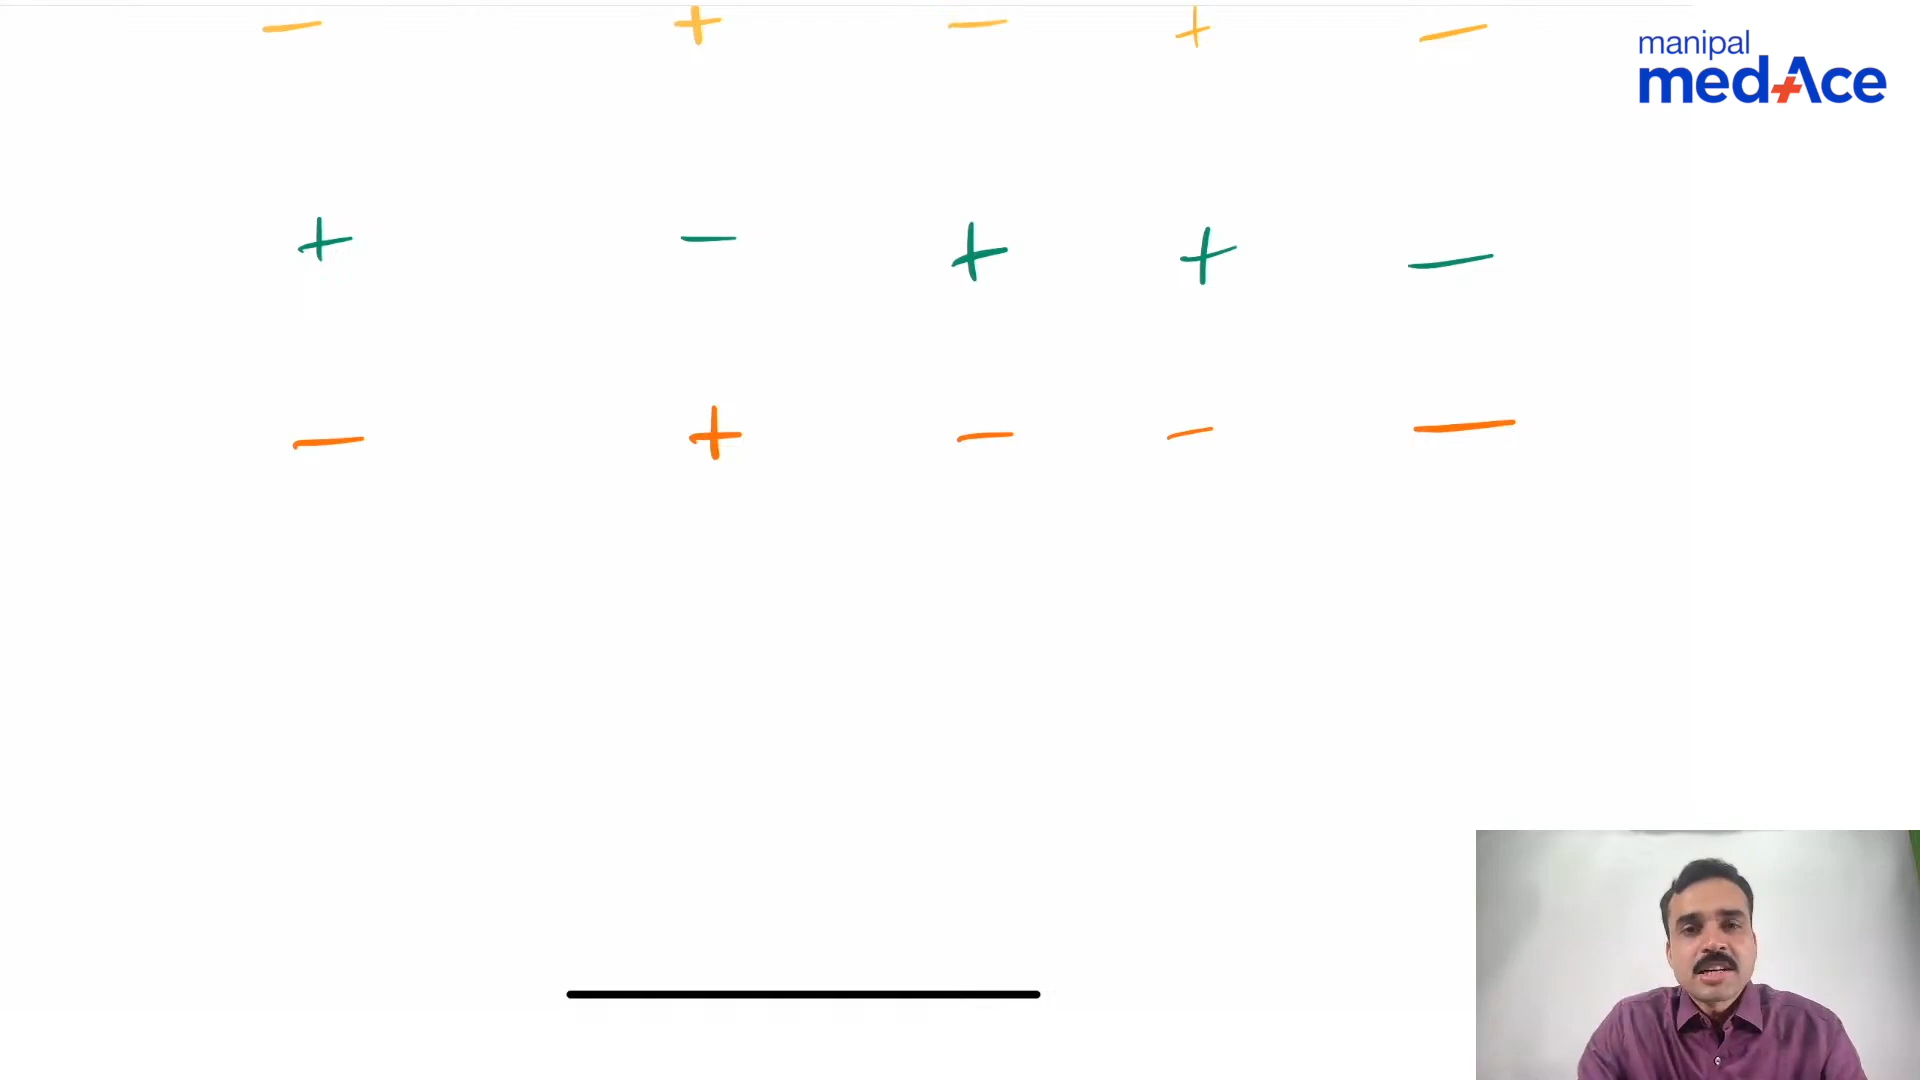 − + − + −
manipal
medAce
+ − + + −
− + − − −